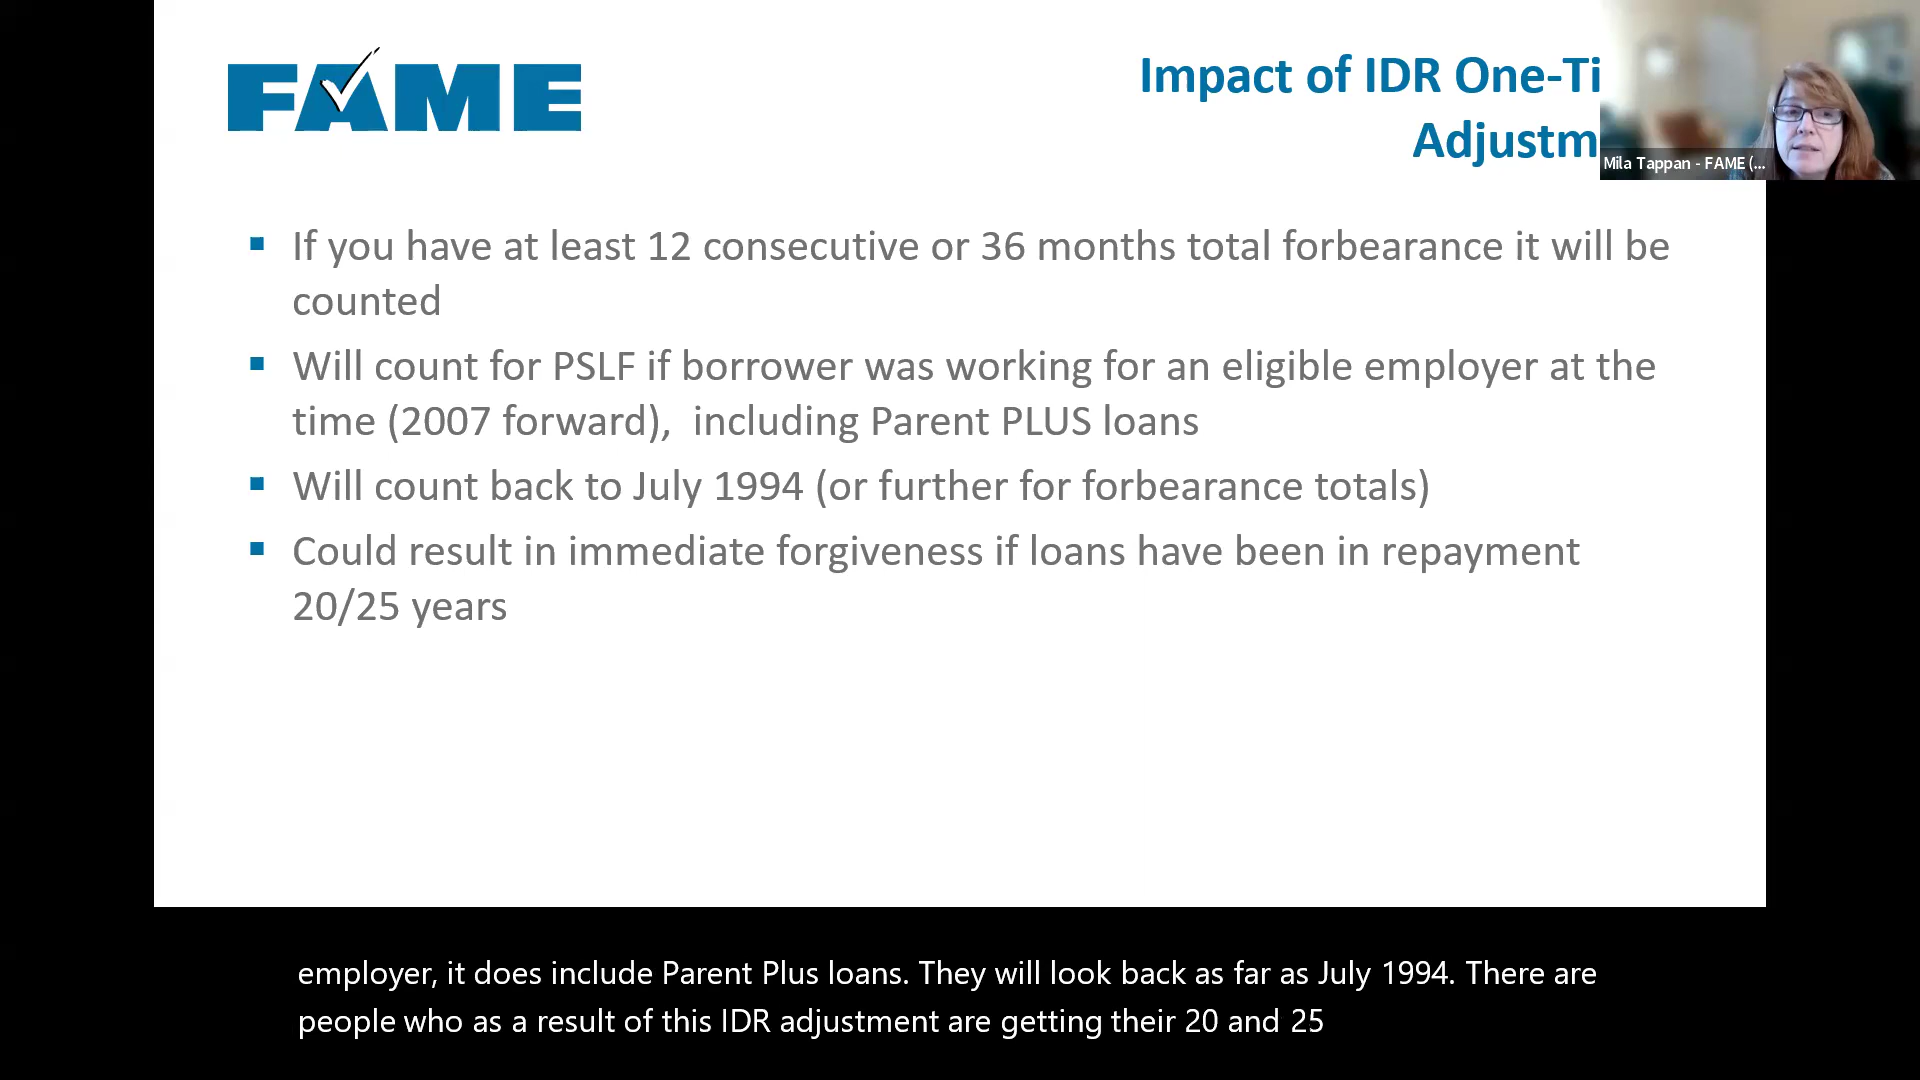 FAME
Impact of IDR One-Ti
Adjustm
Mila Tappan - FAME (...
If you have at least 12 consecutive or 36 months total forbearance it will be
counted
Will count for PSLF if borrower was working for an eligible employer at the
time (2007 forward),  including Parent PLUS loans
Will count back to July 1994 (or further for forbearance totals)
Could result in immediate forgiveness if loans have been in repayment
20/25 years
employer, it does include Parent Plus loans. They will look back as far as July 1994. There are
people who as a result of this IDR adjustment are getting their 20 and 25